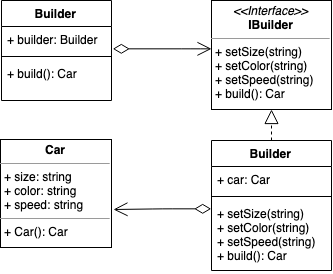 Builder
+ builder: Builder
+ build(): Car
<<Interface>>
IBuilder
+ setSize(string)
+ setColor(string)
+ setSpeed(string)
+ build(): Car
Car
+ size: string
+ color: string
+ speed: string
+ Car(): Car
Builder
+ car: Car
+ setSize(string)
+ setColor(string)
+ setSpeed(string)
+ build(): Car